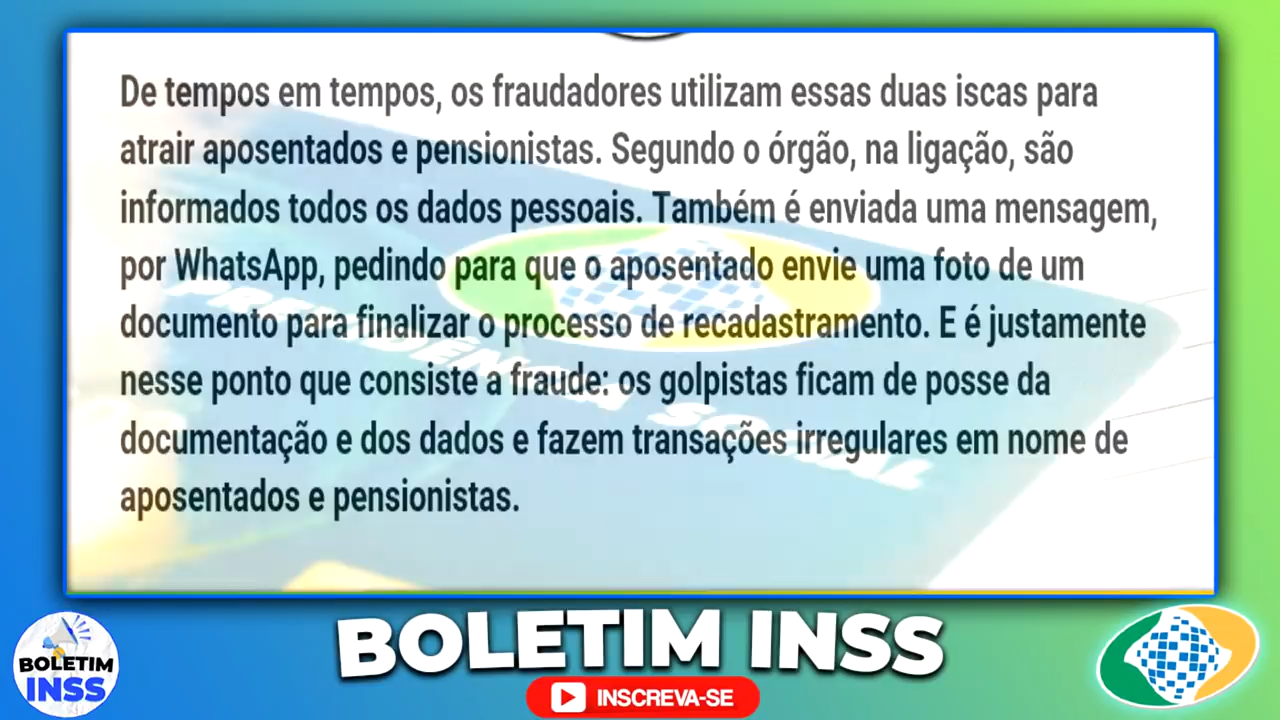 De tempos em tempos, os fraudadores utilizam essas duas iscas para
atrair aposentados e pensionistas. Segundo o órgão, na ligação, são
informados todos os dados pessoais. Também é enviada uma mensagem,
por WhatsApp, pedindo para que o aposentado envie uma foto de um
documento para finalizar o processo de recadastramento. E é justamente
nesse ponto que consiste a fraude: os golpistas ficam de posse da
documentação e dos dados e fazem transações irregulares em nome de
aposentados e pensionistas.
PREVIDÊNCIA SOCIAL
BOLETIM INSS
INSCREVA-SE
BOLETIM
INSS